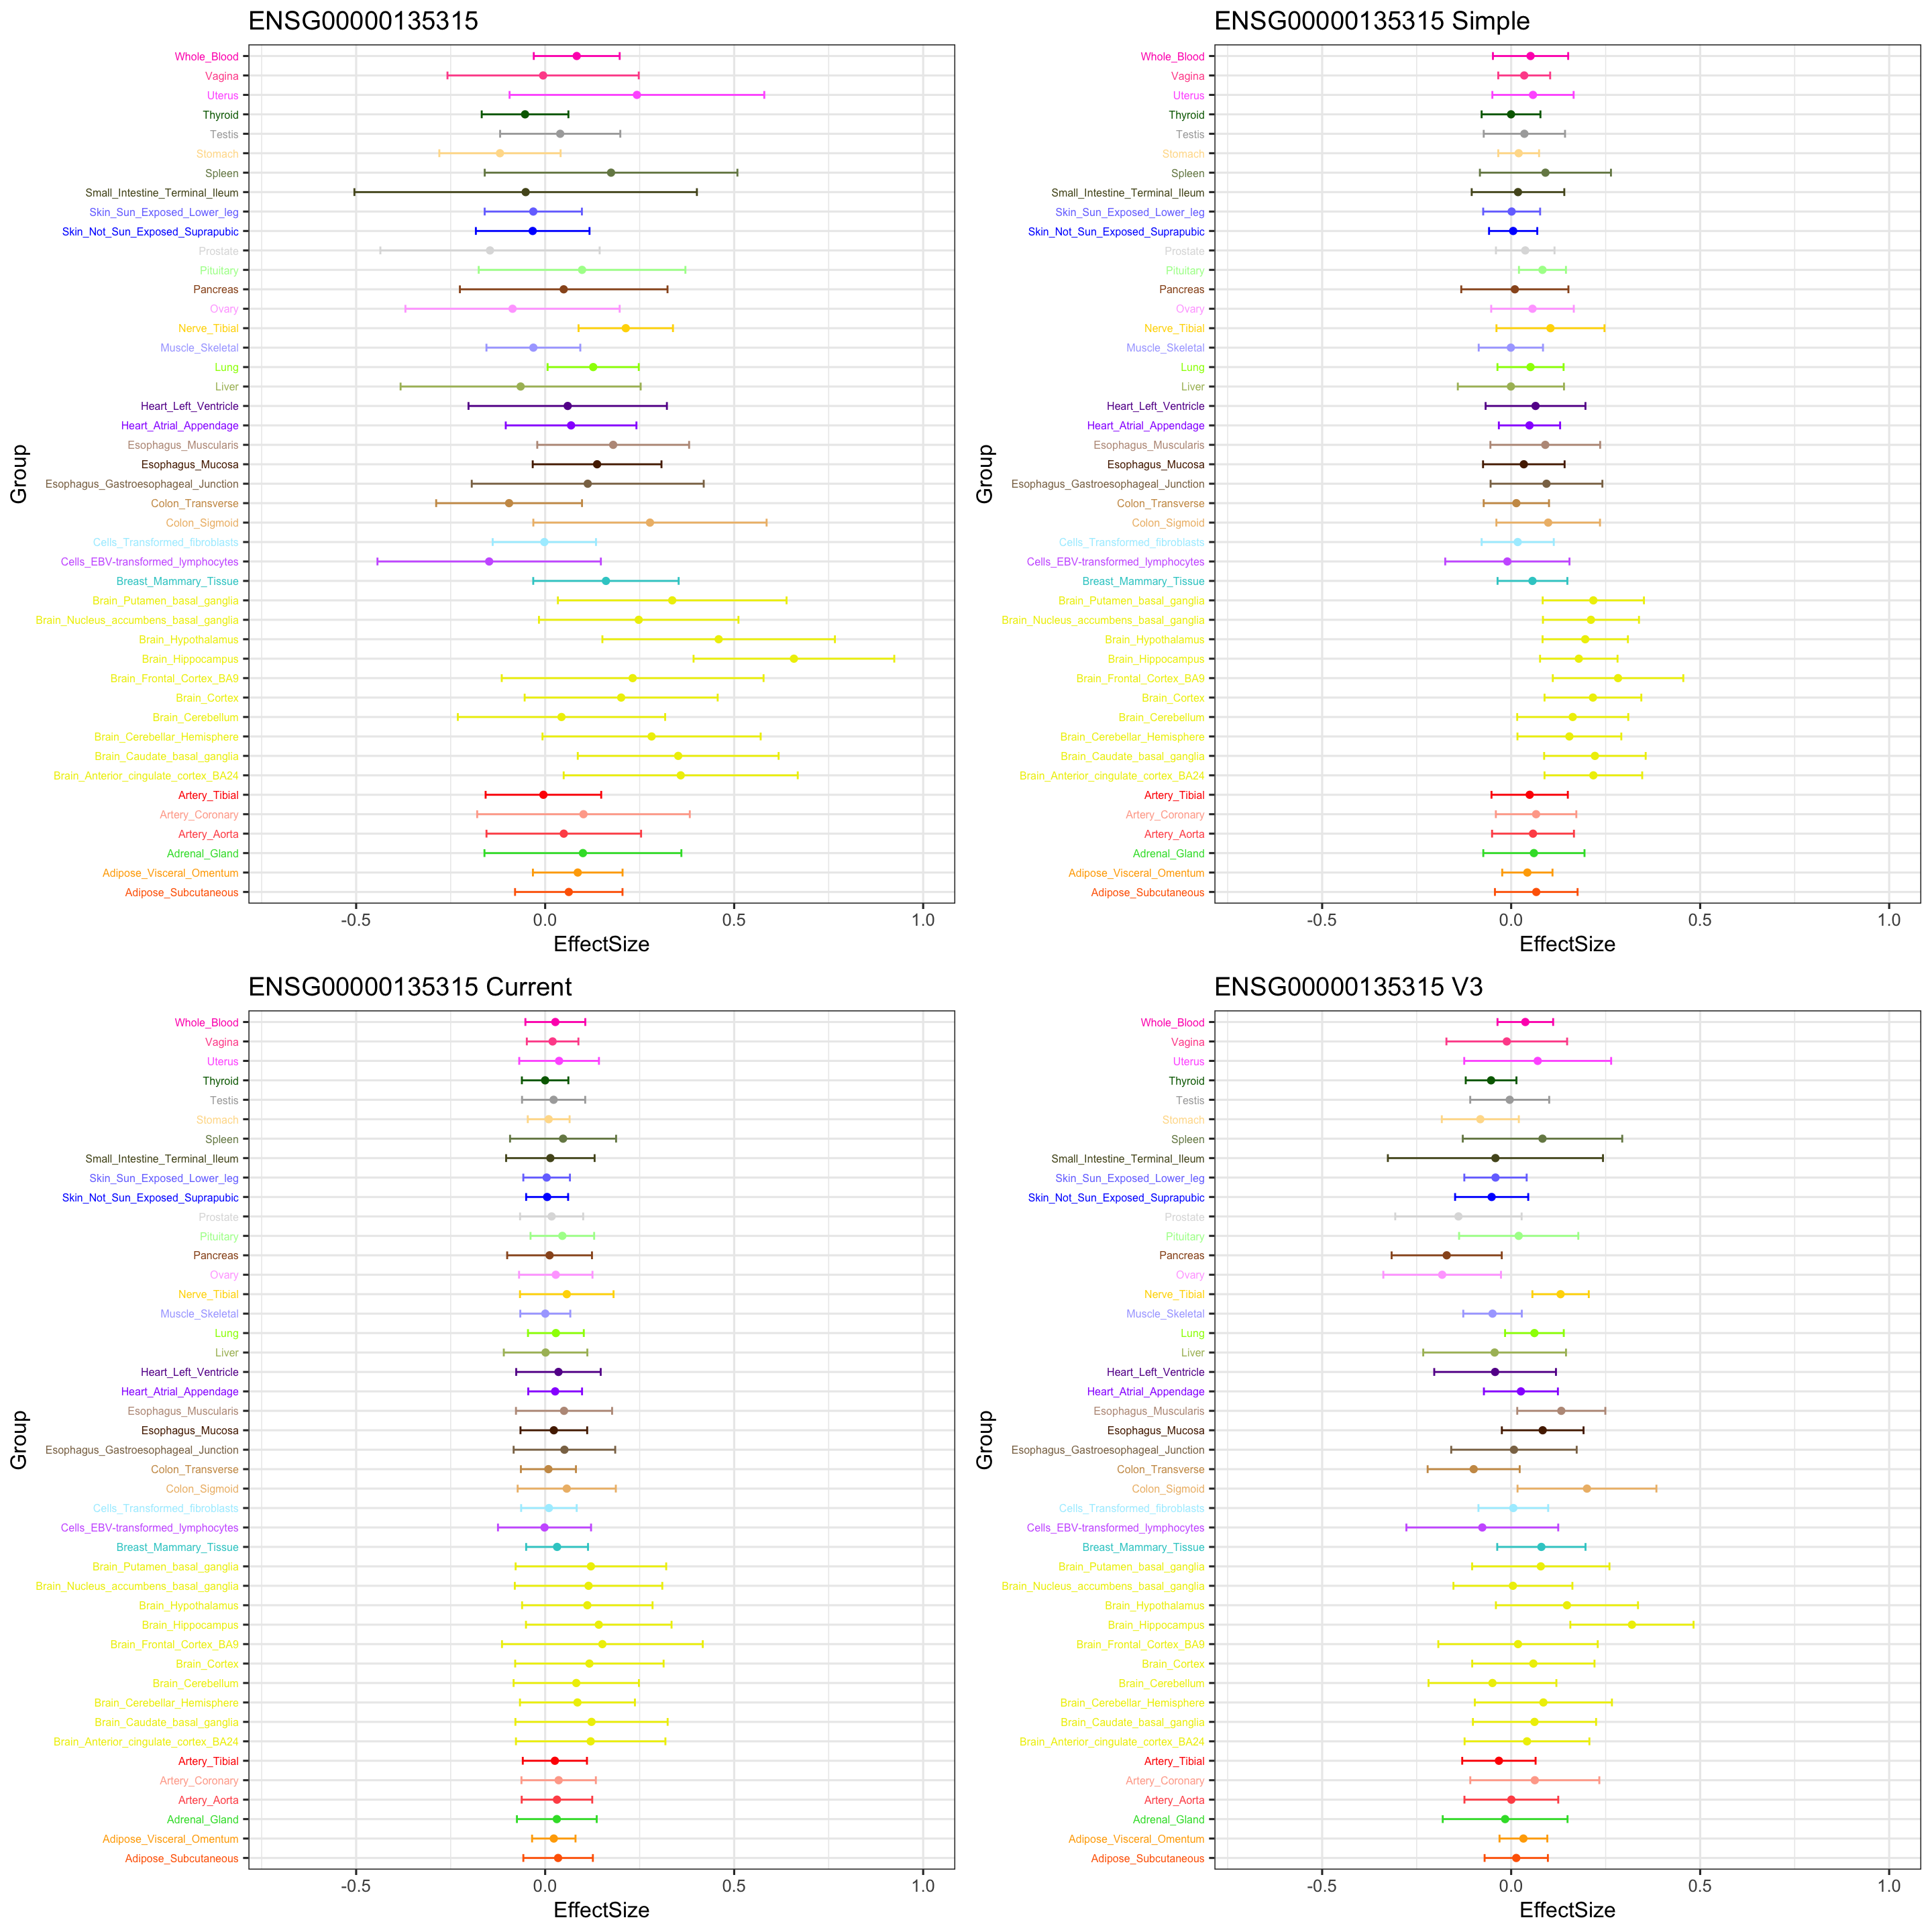 ENSG00000135315
Whole_Blood
Vagina
Uterus
Thyroid
Testis
Stomach
Spleen
Small_Intestine_Terminal_Ileum
Skin_Sun_Exposed_Lower_leg
Skin_Not_Sun_Exposed_Suprapubic
Prostate
Pituitary
Pancreas
Ovary
Nerve_Tibial
Muscle_Skeletal
Lung
Liver
Heart_Left_Ventricle
Heart_Atrial_Appendage
Esophagus_Muscularis
Esophagus_Mucosa
Esophagus_Gastroesophageal_Junction
Colon_Transverse
Colon_Sigmoid
Cells_Transformed_fibroblasts
Cells_EBV-transformed_lymphocytes
Breast_Mammary_Tissue
Brain_Putamen_basal_ganglia
Brain_Nucleus_accumbens_basal_ganglia
Brain_Hypothalamus
Brain_Hippocampus
Brain_Frontal_Cortex_BA9
Brain_Cortex
Brain_Cerebellum
Brain_Cerebellar_Hemisphere
Brain_Caudate_basal_ganglia
Brain_Anterior_cingulate_cortex_BA24
Artery_Tibial
Artery_Coronary
Artery_Aorta
Adrenal_Gland
Adipose_Visceral_Omentum
Adipose_Subcutaneous
Group
-0.5 0.0 0.5 1.0
EffectSize
ENSG00000135315 Simple
Whole_Blood
Vagina
Uterus
Thyroid
Testis
Stomach
Spleen
Small_Intestine_Terminal_Ileum
Skin_Sun_Exposed_Lower_leg
Skin_Not_Sun_Exposed_Suprapubic
Prostate
Pituitary
Pancreas
Ovary
Nerve_Tibial
Muscle_Skeletal
Lung
Liver
Heart_Left_Ventricle
Heart_Atrial_Appendage
Esophagus_Muscularis
Esophagus_Mucosa
Esophagus_Gastroesophageal_Junction
Colon_Transverse
Colon_Sigmoid
Cells_Transformed_fibroblasts
Cells_EBV-transformed_lymphocytes
Breast_Mammary_Tissue
Brain_Putamen_basal_ganglia
Brain_Nucleus_accumbens_basal_ganglia
Brain_Hypothalamus
Brain_Hippocampus
Brain_Frontal_Cortex_BA9
Brain_Cortex
Brain_Cerebellum
Brain_Cerebellar_Hemisphere
Brain_Caudate_basal_ganglia
Brain_Anterior_cingulate_cortex_BA24
Artery_Tibial
Artery_Coronary
Artery_Aorta
Adrenal_Gland
Adipose_Visceral_Omentum
Adipose_Subcutaneous
Group
-0.5 0.0 0.5 1.0
EffectSize
ENSG00000135315 Current
Whole_Blood
Vagina
Uterus
Thyroid
Testis
Stomach
Spleen
Small_Intestine_Terminal_Ileum
Skin_Sun_Exposed_Lower_leg
Skin_Not_Sun_Exposed_Suprapubic
Prostate
Pituitary
Pancreas
Ovary
Nerve_Tibial
Muscle_Skeletal
Lung
Liver
Heart_Left_Ventricle
Heart_Atrial_Appendage
Esophagus_Muscularis
Esophagus_Mucosa
Esophagus_Gastroesophageal_Junction
Colon_Transverse
Colon_Sigmoid
Cells_Transformed_fibroblasts
Cells_EBV-transformed_lymphocytes
Breast_Mammary_Tissue
Brain_Putamen_basal_ganglia
Brain_Nucleus_accumbens_basal_ganglia
Brain_Hypothalamus
Brain_Hippocampus
Brain_Frontal_Cortex_BA9
Brain_Cortex
Brain_Cerebellum
Brain_Cerebellar_Hemisphere
Brain_Caudate_basal_ganglia
Brain_Anterior_cingulate_cortex_BA24
Artery_Tibial
Artery_Coronary
Artery_Aorta
Adrenal_Gland
Adipose_Visceral_Omentum
Adipose_Subcutaneous
Group
-0.5 0.0 0.5 1.0
EffectSize
ENSG00000135315 V3
Whole_Blood
Vagina
Uterus
Thyroid
Testis
Stomach
Spleen
Small_Intestine_Terminal_Ileum
Skin_Sun_Exposed_Lower_leg
Skin_Not_Sun_Exposed_Suprapubic
Prostate
Pituitary
Pancreas
Ovary
Nerve_Tibial
Muscle_Skeletal
Lung
Liver
Heart_Left_Ventricle
Heart_Atrial_Appendage
Esophagus_Muscularis
Esophagus_Mucosa
Esophagus_Gastroesophageal_Junction
Colon_Transverse
Colon_Sigmoid
Cells_Transformed_fibroblasts
Cells_EBV-transformed_lymphocytes
Breast_Mammary_Tissue
Brain_Putamen_basal_ganglia
Brain_Nucleus_accumbens_basal_ganglia
Brain_Hypothalamus
Brain_Hippocampus
Brain_Frontal_Cortex_BA9
Brain_Cortex
Brain_Cerebellum
Brain_Cerebellar_Hemisphere
Brain_Caudate_basal_ganglia
Brain_Anterior_cingulate_cortex_BA24
Artery_Tibial
Artery_Coronary
Artery_Aorta
Adrenal_Gland
Adipose_Visceral_Omentum
Adipose_Subcutaneous
Group
-0.5 0.0 0.5 1.0
EffectSize